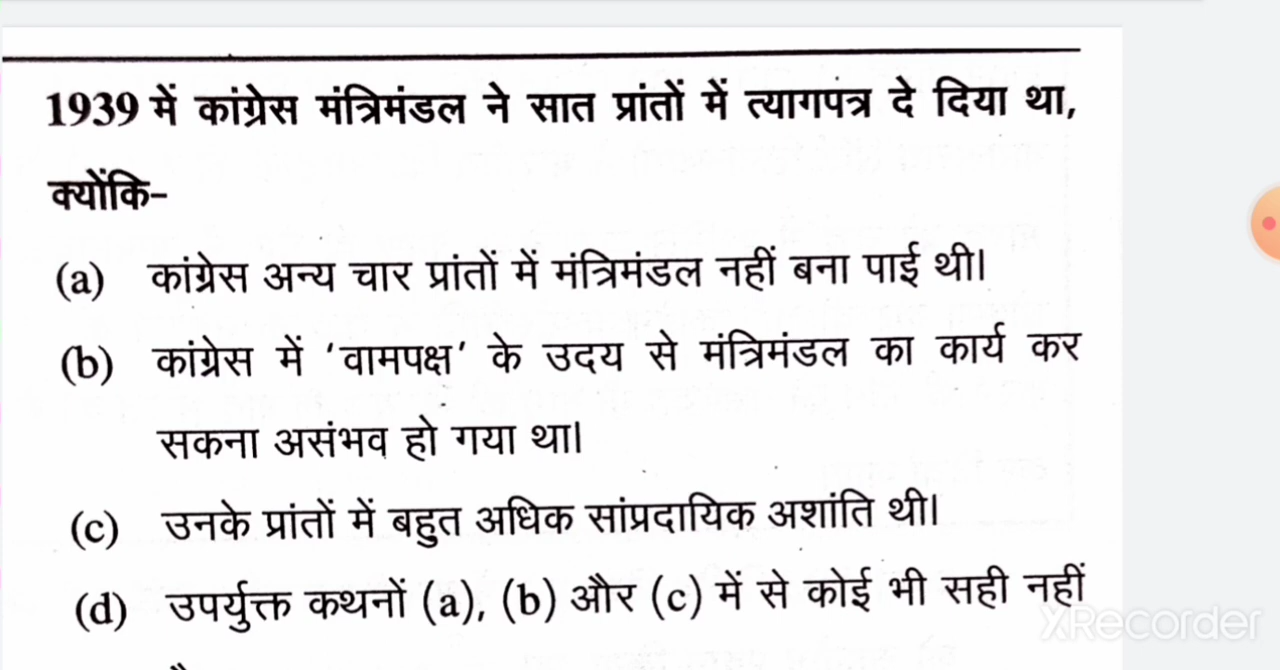 1939 में कांग्रेस मंत्रिमंडल ने सात प्रांतों में त्यागपत्र दे दिया था,
क्योंकि-
(a) कांग्रेस अन्य चार प्रांतों में मंत्रिमंडल नहीं बना पाई थी।
(b) कांग्रेस में 'वामपक्ष' के उदय से मंत्रिमंडल का कार्य कर
सकना असंभव हो गया था।
(c) उनके प्रांतों में बहुत अधिक सांप्रदायिक अशांति थी।
(d) उपर्युक्त कथनों (a), (b) और (c) में से कोई भी सही नहीं
XRecorder